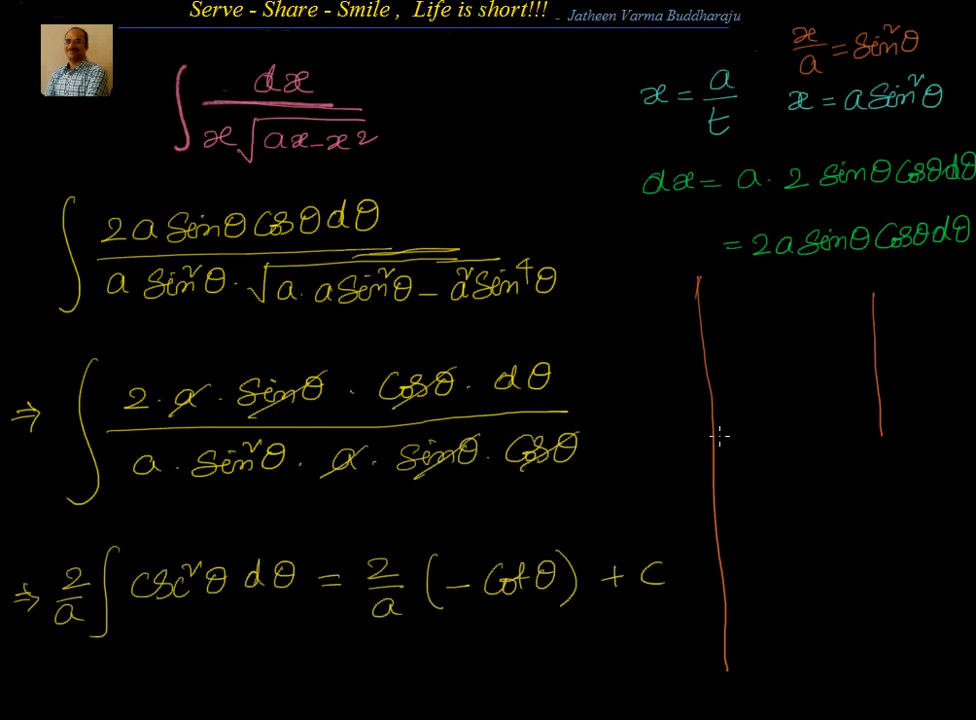 Serve - Share - Smile , Life is short!!! - Jatheen Varma Buddharaju
∫ dx / (x√(ax-x²))
x = a/t
x/a = Sin²θ
x = a Sin²θ
dx = a. 2 Sinθ Cosθ dθ
= 2a Sinθ Cosθ dθ
∫ 2a Sinθ Cosθ dθ / (a Sin²θ . √(a. a Sin²θ - a² Sin⁴θ))
⇒ ∫ 2. a . Sinθ . Cosθ. dθ / (a . Sin²θ . a . Sinθ. Cosθ)
⇒ 2/a ∫ Csc²θ dθ = 2/a (- Cotθ) + C